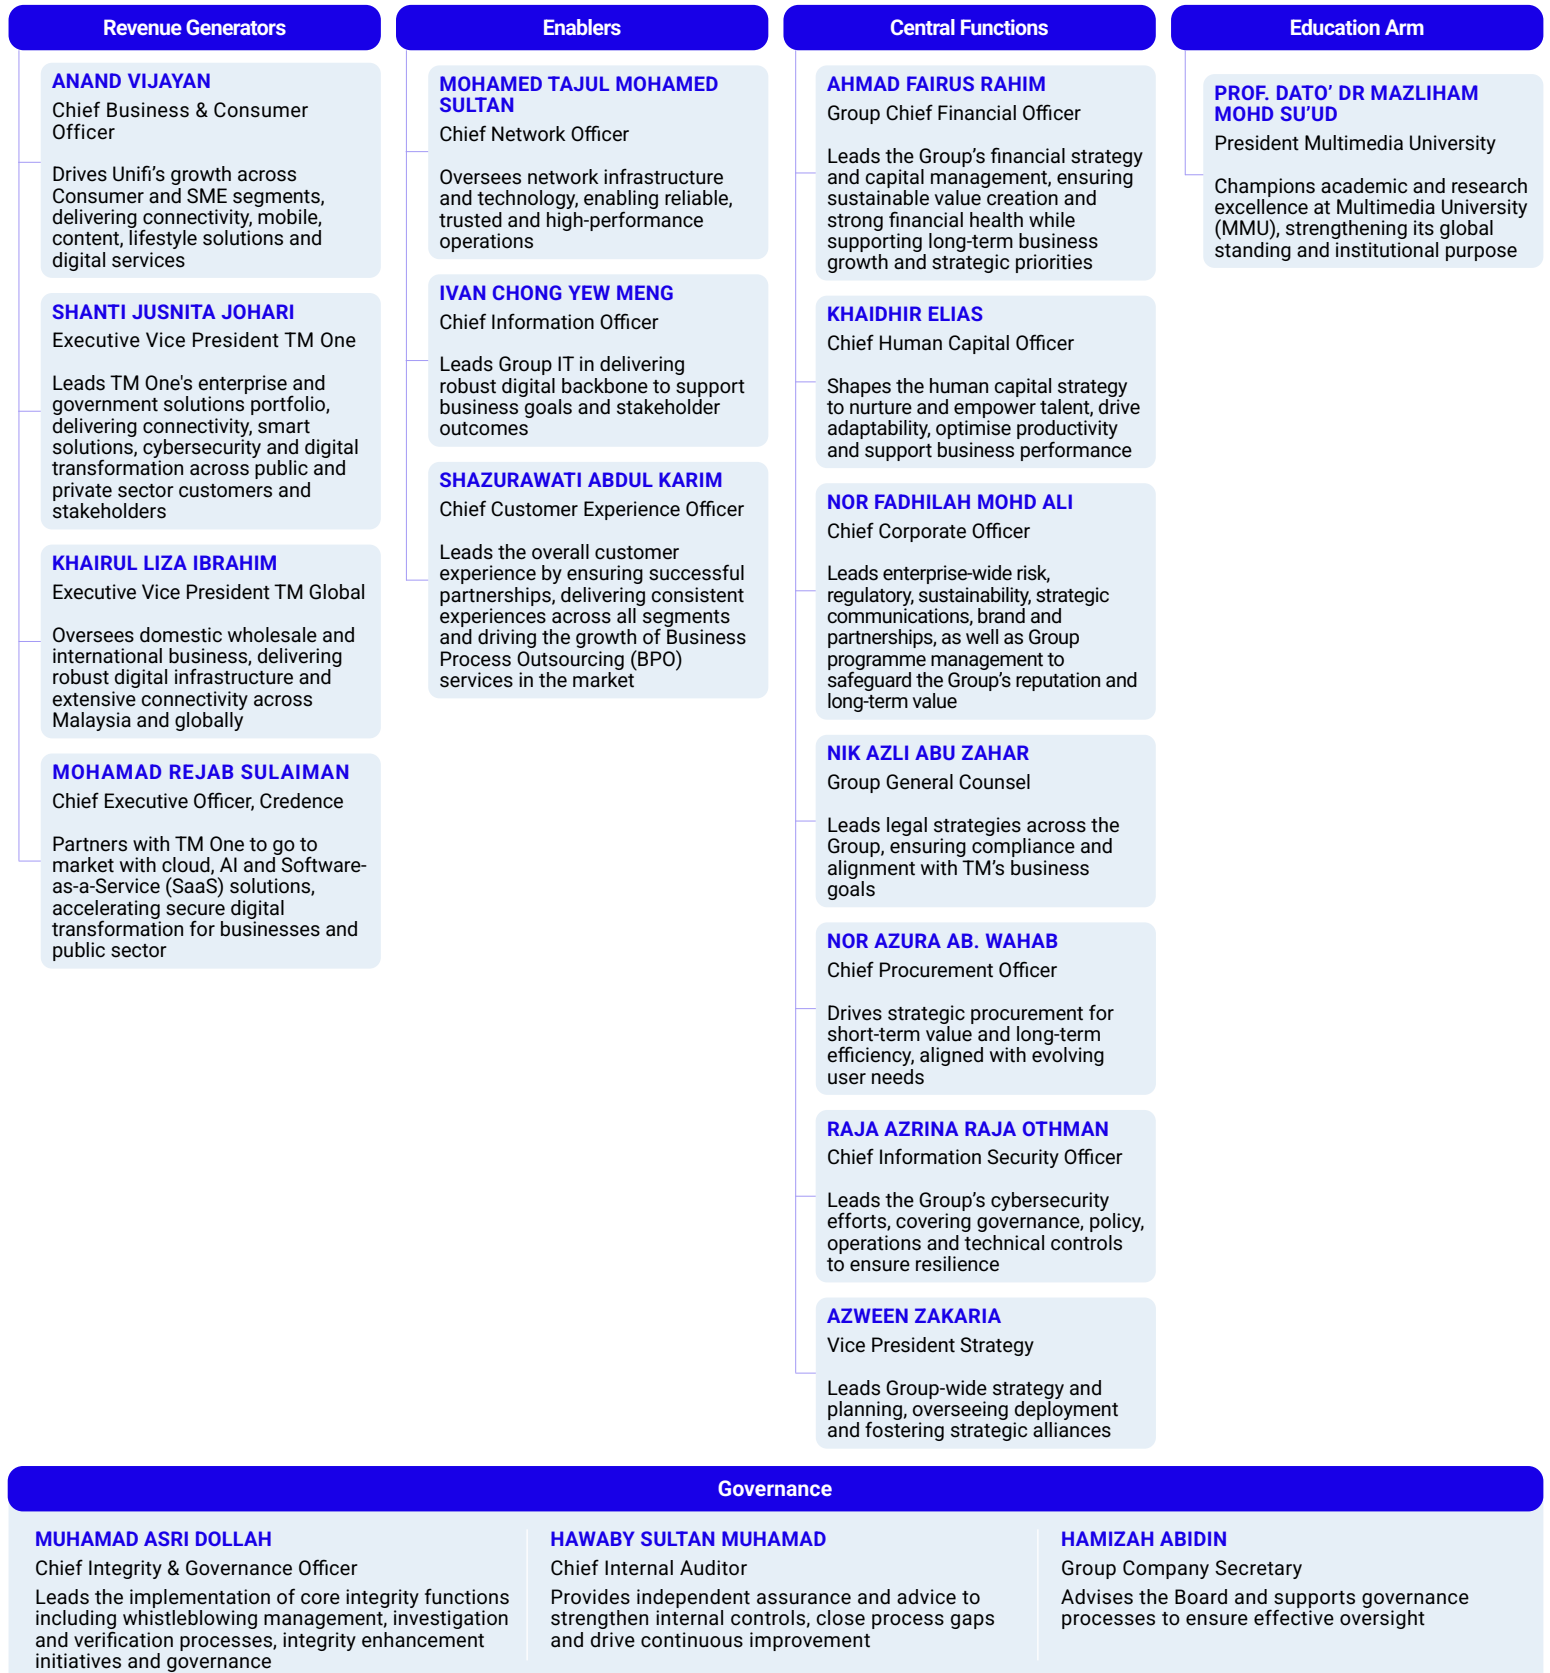 Revenue Generators
ANAND VIJAYAN
Chief Business & Consumer
Officer
Drives Unifi’s growth across
Consumer and SME segments,
delivering connectivity, mobile,
content, lifestyle solutions and
digital services
SHANTI JUSNITA JOHARI
Executive Vice President TM One
Leads TM One's enterprise and
government solutions portfolio,
delivering connectivity, smart
solutions, cybersecurity and digital
transformation across public and
private sector customers and
stakeholders
KHAIRUL LIZA IBRAHIM
Executive Vice President TM Global
Oversees domestic wholesale and
international business, delivering
robust digital infrastructure and
extensive connectivity across
Malaysia and globally
MOHAMAD REJAB SULAIMAN
Chief Executive Officer, Credence
Partners with TM One to go to
market with cloud, AI and Software-
as-a-Service (SaaS) solutions,
accelerating secure digital
transformation for businesses and
public sector
Enablers
MOHAMED TAJUL MOHAMED
SULTAN
Chief Network Officer
Oversees network infrastructure
and technology, enabling reliable,
trusted and high-performance
operations
IVAN CHONG YEW MENG
Chief Information Officer
Leads Group IT in delivering
robust digital backbone to support
business goals and stakeholder
outcomes
SHAZURAWATI ABDUL KARIM
Chief Customer Experience Officer
Leads the overall customer
experience by ensuring successful
partnerships, delivering consistent
experiences across all segments
and driving the growth of Business
Process Outsourcing (BPO)
services in the market
Central Functions
AHMAD FAIRUS RAHIM
Group Chief Financial Officer
Leads the Group’s financial strategy
and capital management, ensuring
sustainable value creation and
strong financial health while
supporting long-term business
growth and strategic priorities
KHAIDHIR ELIAS
Chief Human Capital Officer
Shapes the human capital strategy
to nurture and empower talent, drive
adaptability, optimise productivity
and support business performance
NOR FADHILAH MOHD ALI
Chief Corporate Officer
Leads enterprise-wide risk,
regulatory, sustainability, strategic
communications, brand and
partnerships, as well as Group
programme management to
safeguard the Group’s reputation and
long-term value
NIK AZLI ABU ZAHAR
Group General Counsel
Leads legal strategies across the
Group, ensuring compliance and
alignment with TM’s business
goals
NOR AZURA AB. WAHAB
Chief Procurement Officer
Drives strategic procurement for
short-term value and long-term
efficiency, aligned with evolving
user needs
RAJA AZRINA RAJA OTHMAN
Chief Information Security Officer
Leads the Group’s cybersecurity
efforts, covering governance, policy,
operations and technical controls
to ensure resilience
AZWEEN ZAKARIA
Vice President Strategy
Leads Group-wide strategy and
planning, overseeing deployment
and fostering strategic alliances
Education Arm
PROF. DATO’ DR MAZLIHAM
MOHD SU’UD
President Multimedia University
Champions academic and research
excellence at Multimedia University
(MMU), strengthening its global
standing and institutional purpose
Governance
MUHAMAD ASRI DOLLAH
Chief Integrity & Governance Officer
Leads the implementation of core integrity functions
including whistleblowing management, investigation
and verification processes, integrity enhancement
initiatives and governance
HAWABY SULTAN MUHAMAD
Chief Internal Auditor
Provides independent assurance and advice to
strengthen internal controls, close process gaps
and drive continuous improvement
HAMIZAH ABIDIN
Group Company Secretary
Advises the Board and supports governance
processes to ensure effective oversight